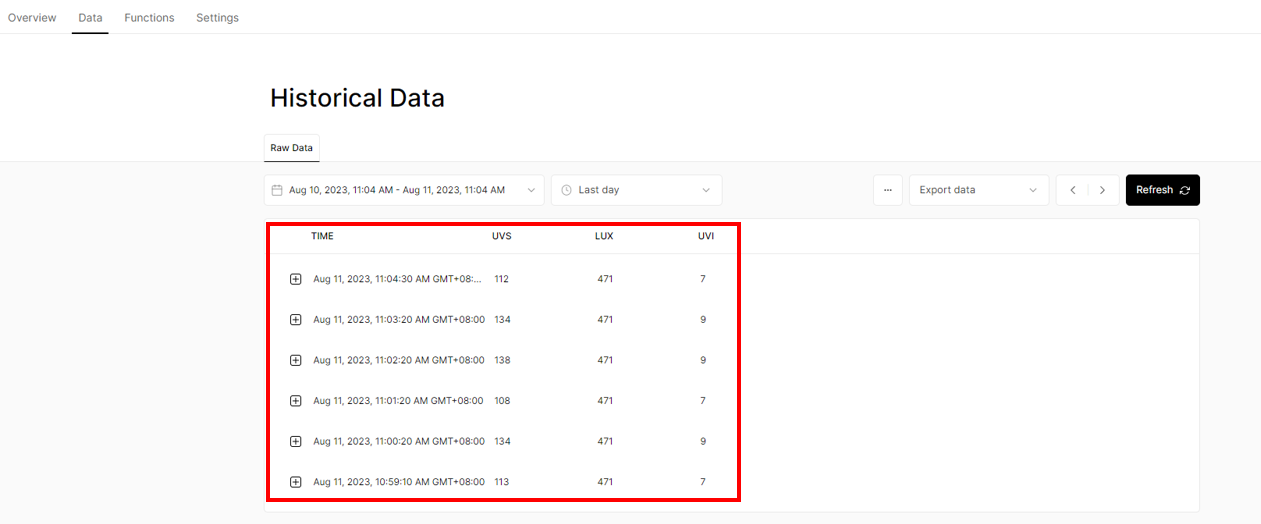 Overview Data Functions Settings
Historical Data
Raw Data
Aug 10, 2023, 11:04 AM - Aug 11, 2023, 11:04 AM Last day ... Export data Refresh
TIME UVS LUX UVI
Aug 11, 2023, 11:04:30 AM GMT+08:... 112 471 7
Aug 11, 2023, 11:03:20 AM GMT+08:00 134 471 9
Aug 11, 2023, 11:02:20 AM GMT+08:00 138 471 9
Aug 11, 2023, 11:01:20 AM GMT+08:00 108 471 7
Aug 11, 2023, 11:00:20 AM GMT+08:00 134 471 9
Aug 11, 2023, 10:59:10 AM GMT+08:00 113 471 7